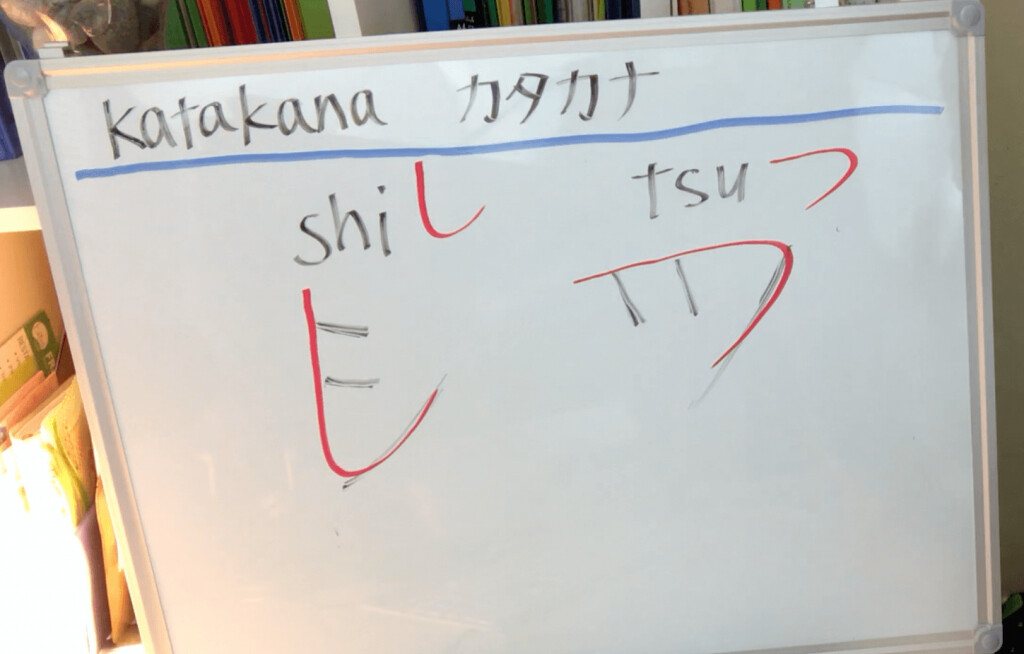 katakana カタカナ
shi し tsu つ
シ ツ